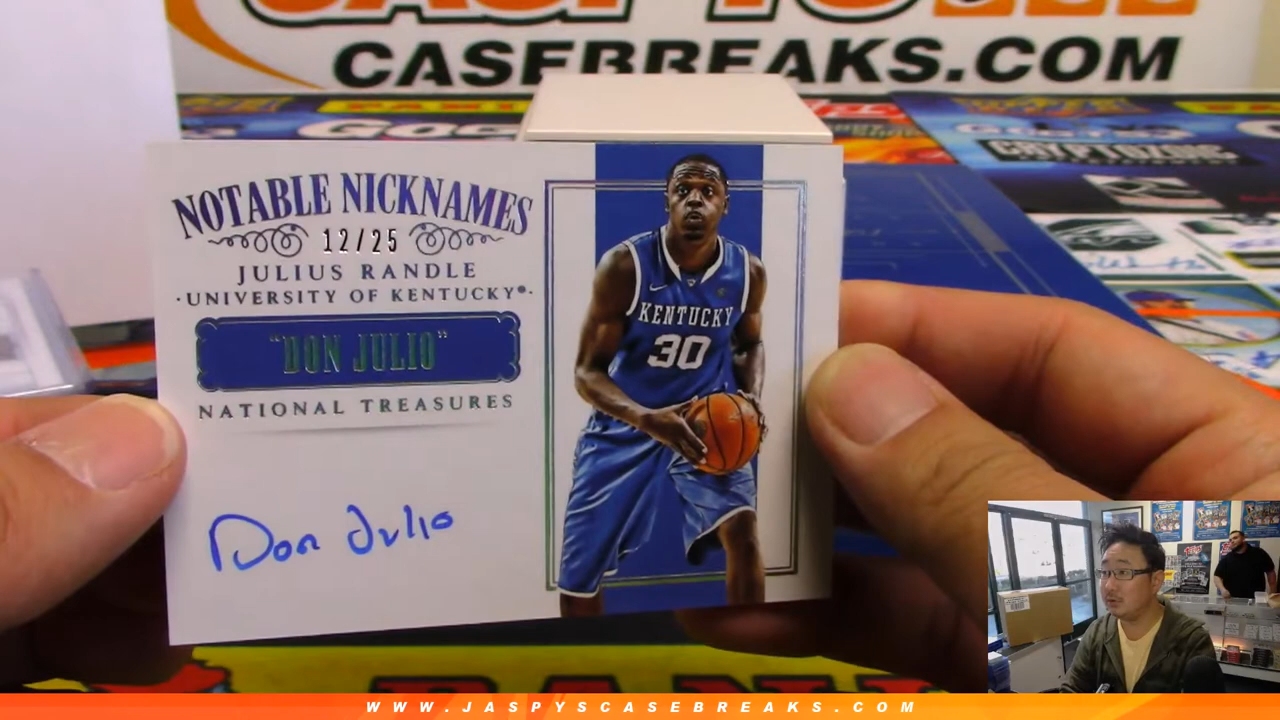 CASEBREAKS.COM
NOTABLE NICKNAMES
12/25
JULIUS RANDLE
·UNIVERSITY OF KENTUCKY®·
"DON JULIO"
NATIONAL TREASURES
Don Julio
KENTUCKY
30
WWW.JASPYSCASEBREAKS.COM